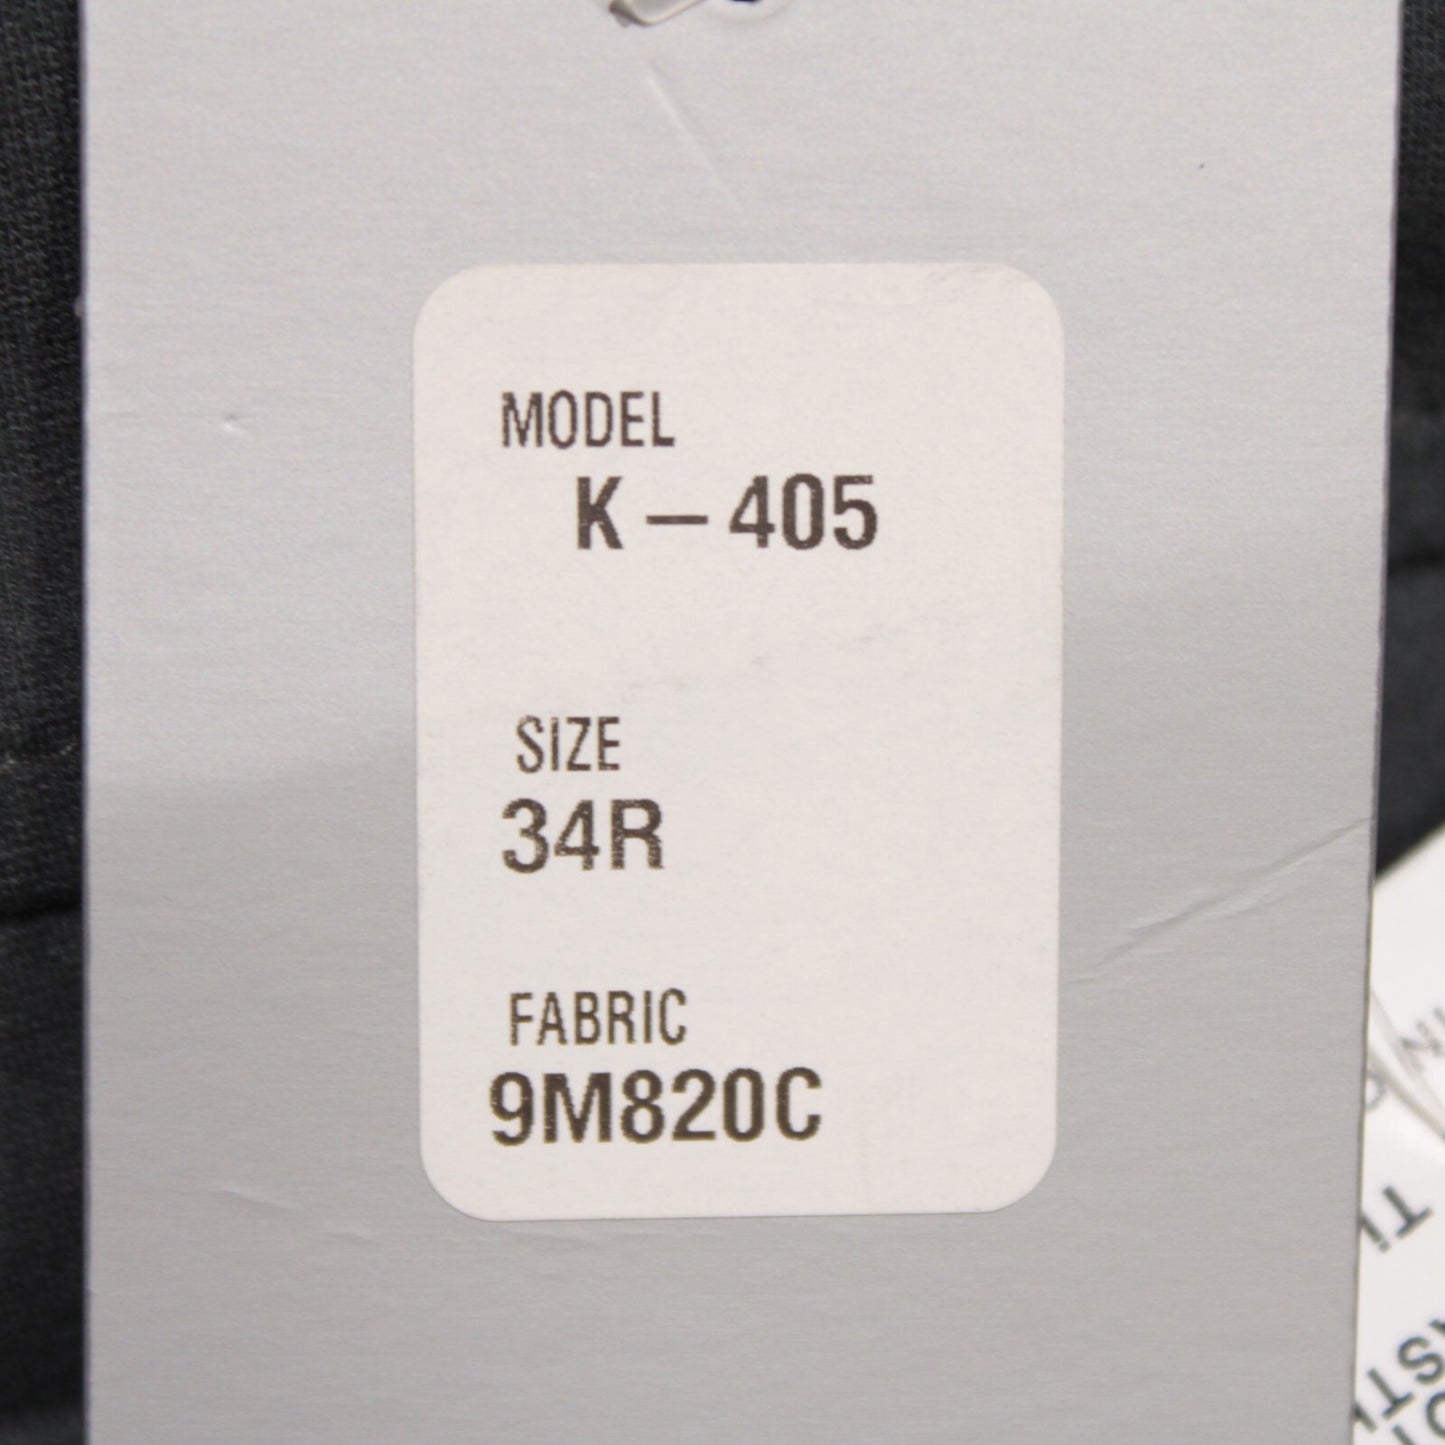 MODEL
K-405
SIZE
34R
FABRIC
9M820C